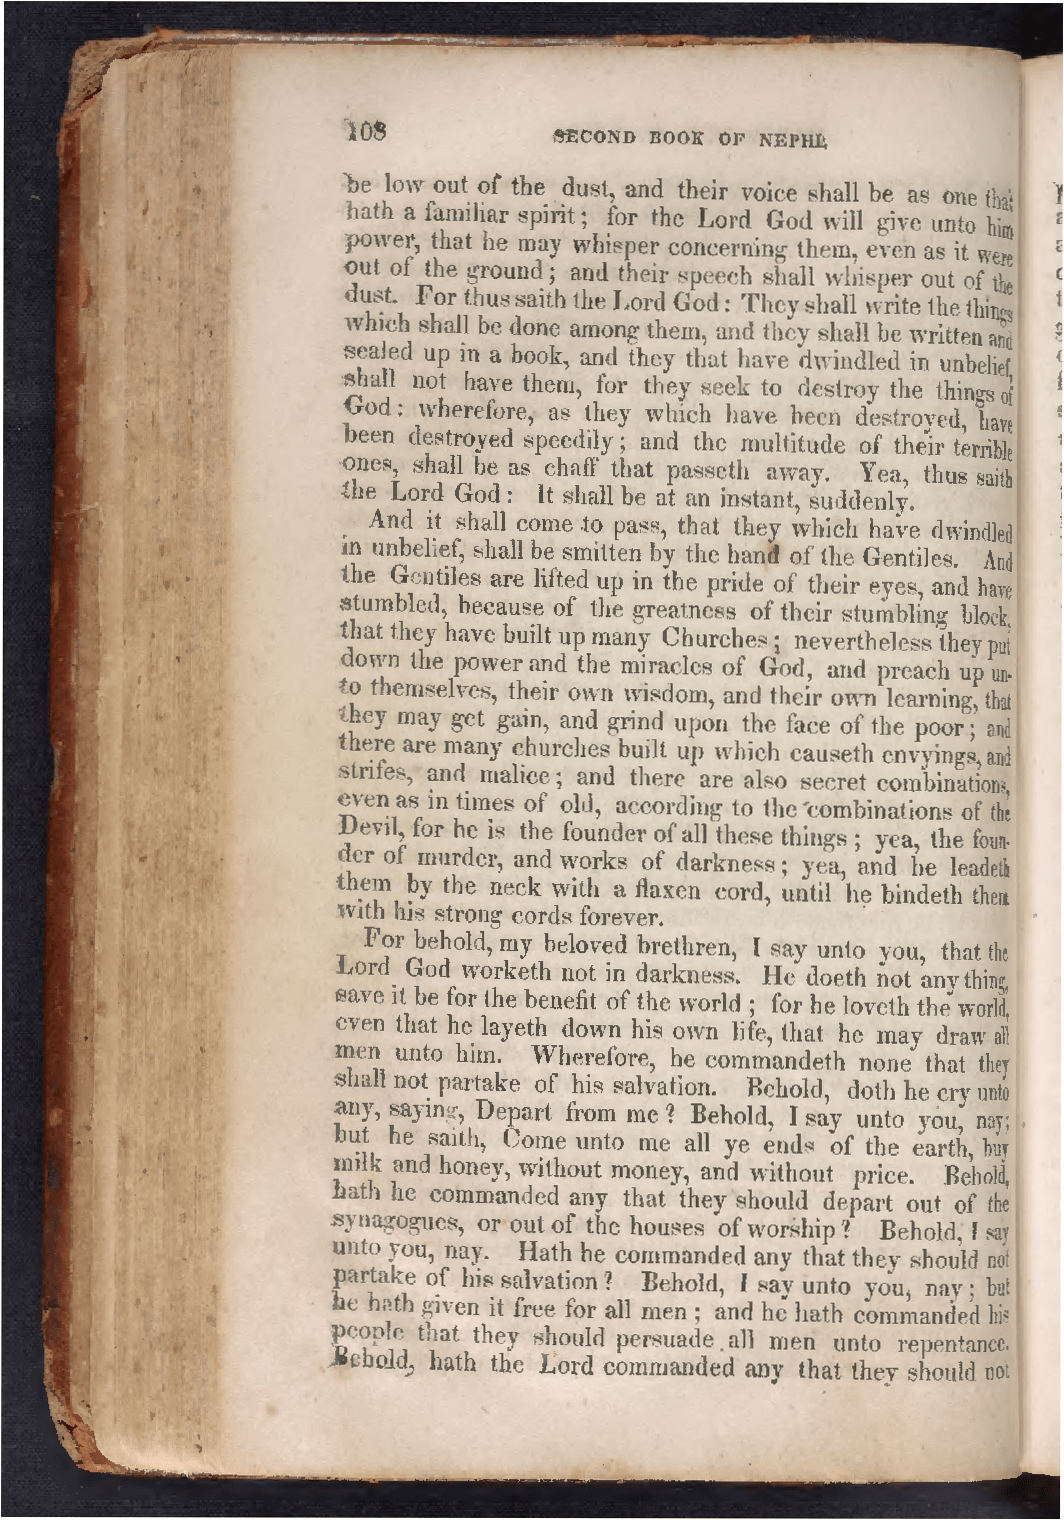 108 SECOND BOOK OF NEPHI,
be low out of the dust, and their voice shall be as one that
hath a familiar spirit; for the Lord God will give unto him
power, that he may whisper concerning them, even as it were
out of the ground; and their speech shall whisper out of the
dust. For thus saith the Lord God: They shall write the things
which shall be done among them, and they shall be written and
sealed up in a book, and they that have dwindled in unbelief,
shall not have them, for they seek to destroy the things of
God: wherefore, as they which have been destroyed, have
been destroyed speedily; and the multitude of their terrible
ones, shall be as chaff that passeth away. Yea, thus saith
the Lord God: It shall be at an instant, suddenly.
And it shall come to pass, that they which have dwindled
in unbelief, shall be smitten by the hand of the Gentiles. And
the Gentiles are lifted up in the pride of their eyes, and have
stumbled, because of the greatness of their stumbling block,
that they have built up many Churches; nevertheless they put
down the power and the miracles of God, and preach up un-
to themselves, their own wisdom, and their own learning, that
they may get gain, and grind upon the face of the poor; and
there are many churches built up which causeth envyings, and
strifes, and malice; and there are also secret combinations,
even as in times of old, according to the combinations of the
Devil, for he is the founder of all these things; yea, the foun-
der of murder, and works of darkness; yea, and he leadeth
them by the neck with a flaxen cord, until he bindeth them
with his strong cords forever.
For behold, my beloved brethren, I say unto you, that the
Lord God worketh not in darkness. He doeth not any thing,
save it be for the benefit of the world; for he loveth the world,
even that he layeth down his own life, that he may draw all
men unto him. Wherefore, he commandeth none that they
shall not partake of his salvation. Behold, doth he cry unto
any, saying, Depart from me? Behold, I say unto you, nay;
but he saith, Come unto me all ye ends of the earth, buy
milk and honey, without money, and without price. Behold,
hath he commanded any that they should depart out of the
synagogues, or out of the houses of worship? Behold, I say
unto you, nay. Hath he commanded any that they should not
partake of his salvation? Behold, I say unto you, nay; but
he hath given it free for all men; and he hath commanded his
people that they should persuade all men unto repentance.
Behold, hath the Lord commanded any that they should not